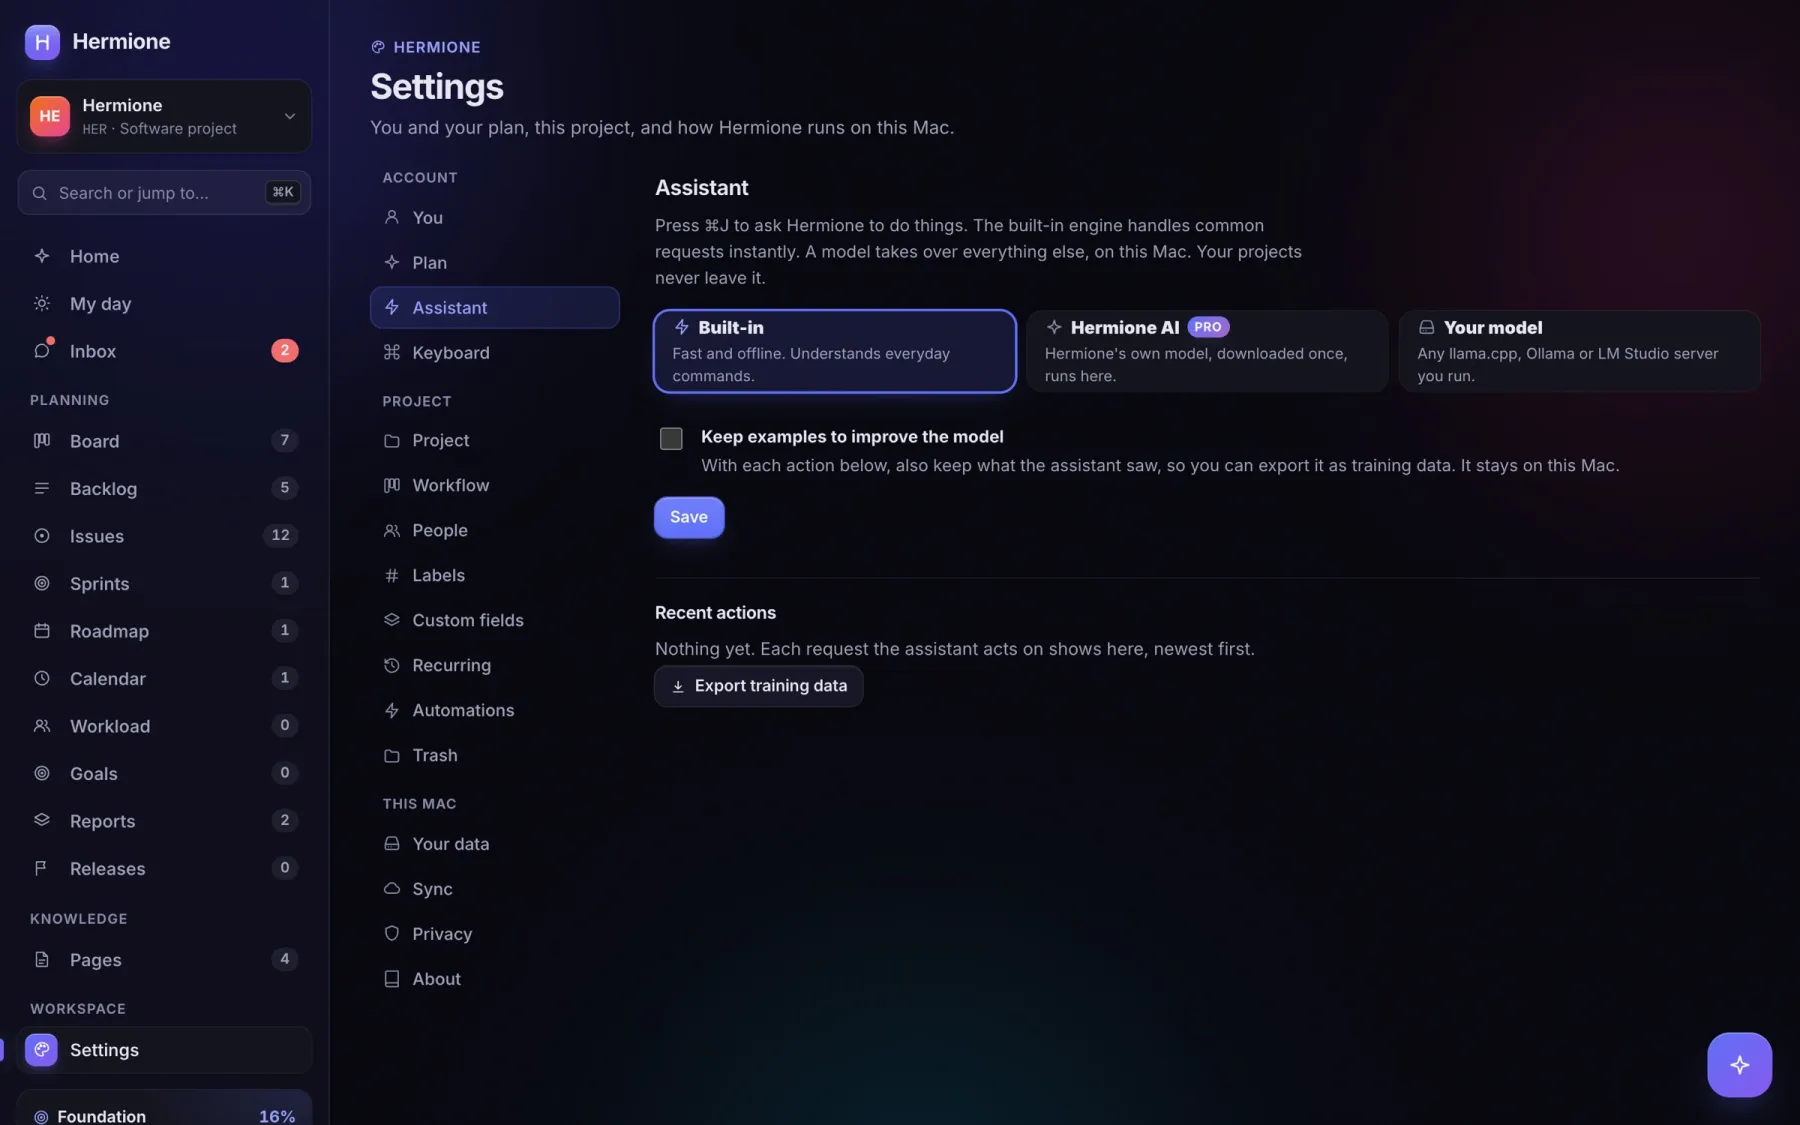 H Hermione
HE
Hermione
HER · Software project
Search or jump to... ⌘K
Home
My day
Inbox 2
PLANNING
Board 7
Backlog 5
Issues 12
Sprints 1
Roadmap 1
Calendar 1
Workload 0
Goals 0
Reports 2
Releases 0
KNOWLEDGE
Pages 4
WORKSPACE
Settings
Foundation 16%
HERMIONE
Settings
You and your plan, this project, and how Hermione runs on this Mac.
ACCOUNT
You
Plan
Assistant
Keyboard
PROJECT
Project
Workflow
People
Labels
Custom fields
Recurring
Automations
Trash
THIS MAC
Your data
Sync
Privacy
About
Assistant
Press ⌘J to ask Hermione to do things. The built-in engine handles common
requests instantly. A model takes over everything else, on this Mac. Your projects
never leave it.
Built-in
Fast and offline. Understands everyday
commands.
Hermione AI PRO
Hermione's own model, downloaded once,
runs here.
Your model
Any llama.cpp, Ollama or LM Studio server
you run.
Keep examples to improve the model
With each action below, also keep what the assistant saw, so you can export it as training data. It stays on this Mac.
Save
Recent actions
Nothing yet. Each request the assistant acts on shows here, newest first.
Export training data